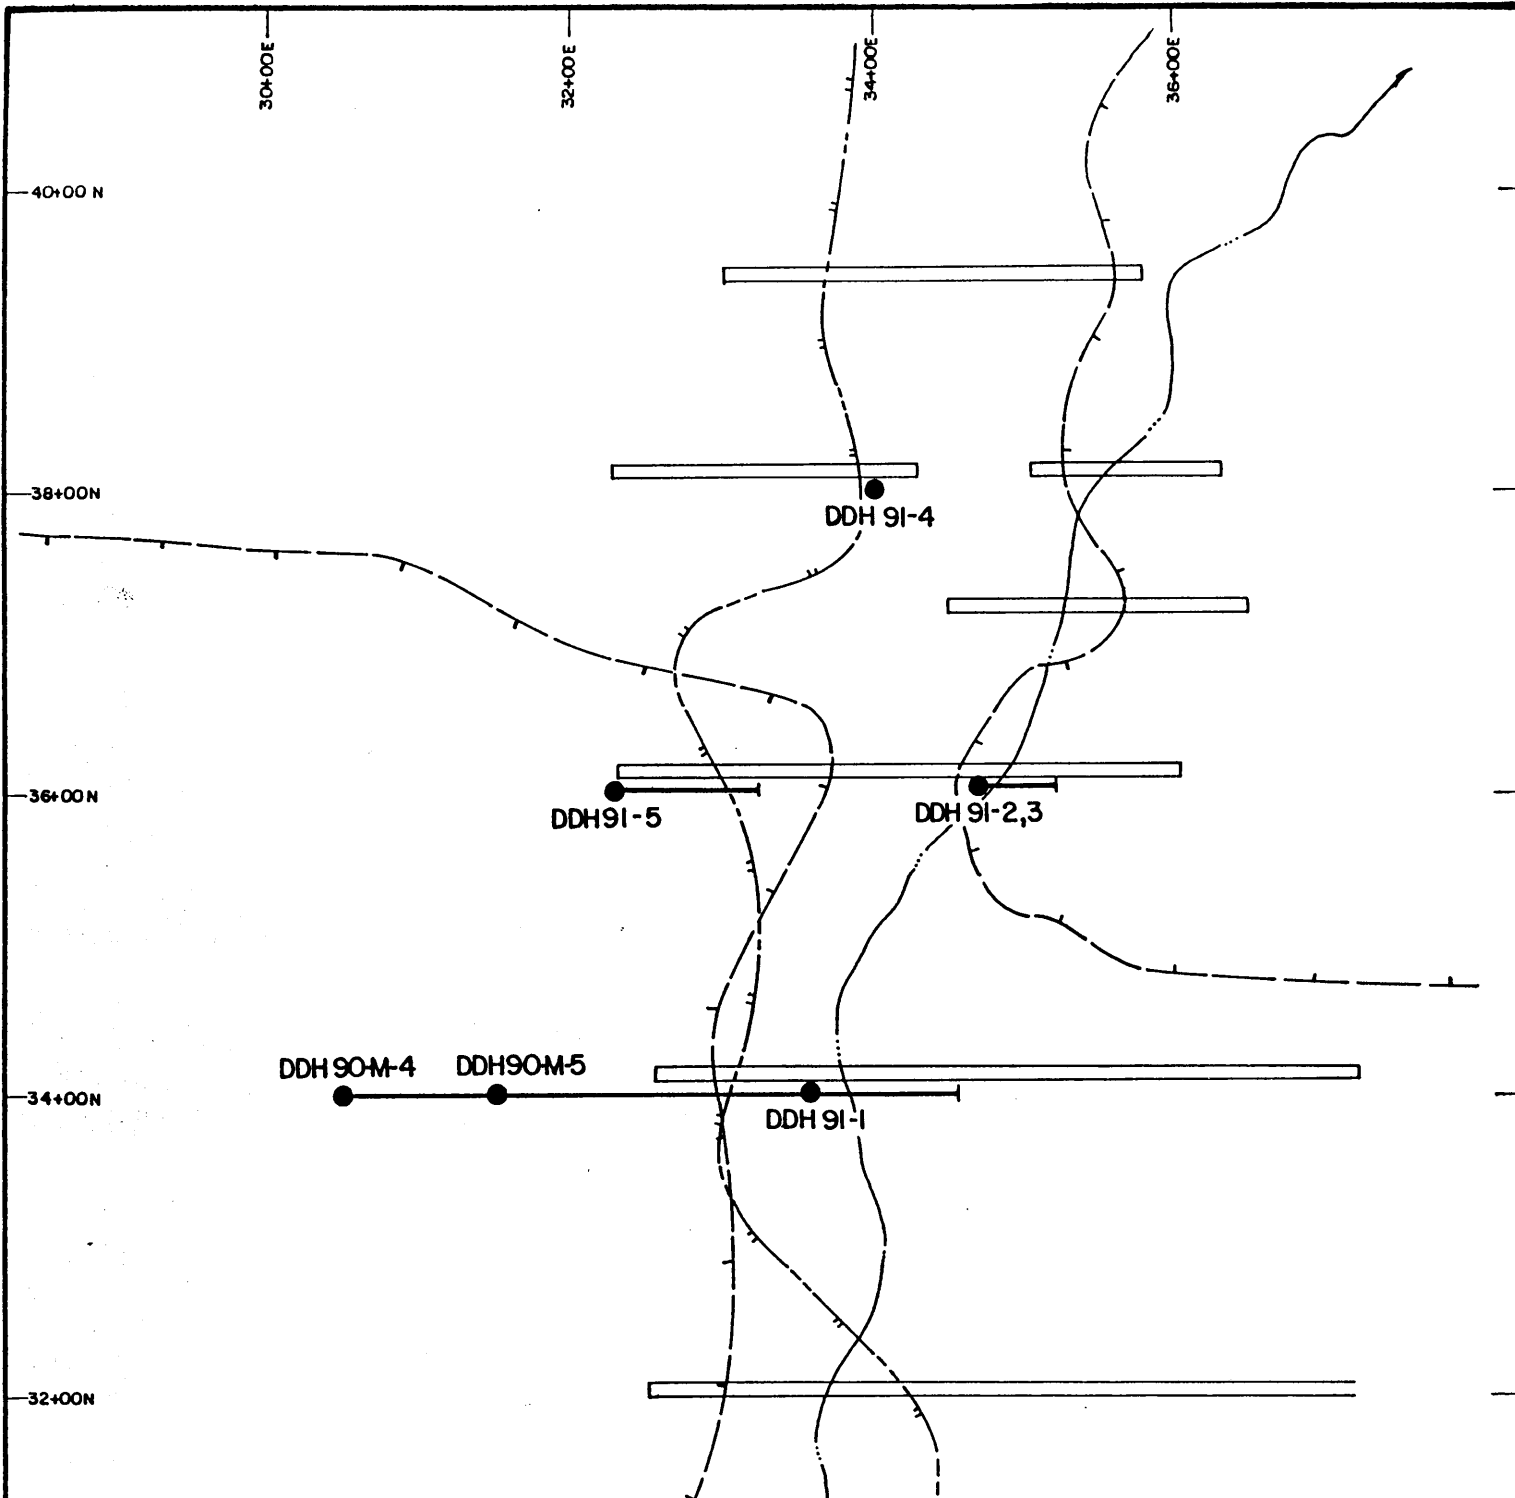 30+00E
32+00E
34+00E
36+00E
40+00 N
38+00N
DDH 91-4
36+00N
DDH91-5
DDH 91-2,3
DDH 90-M-4
DDH90-M-5
34+00N
DDH 91-1
32+00N